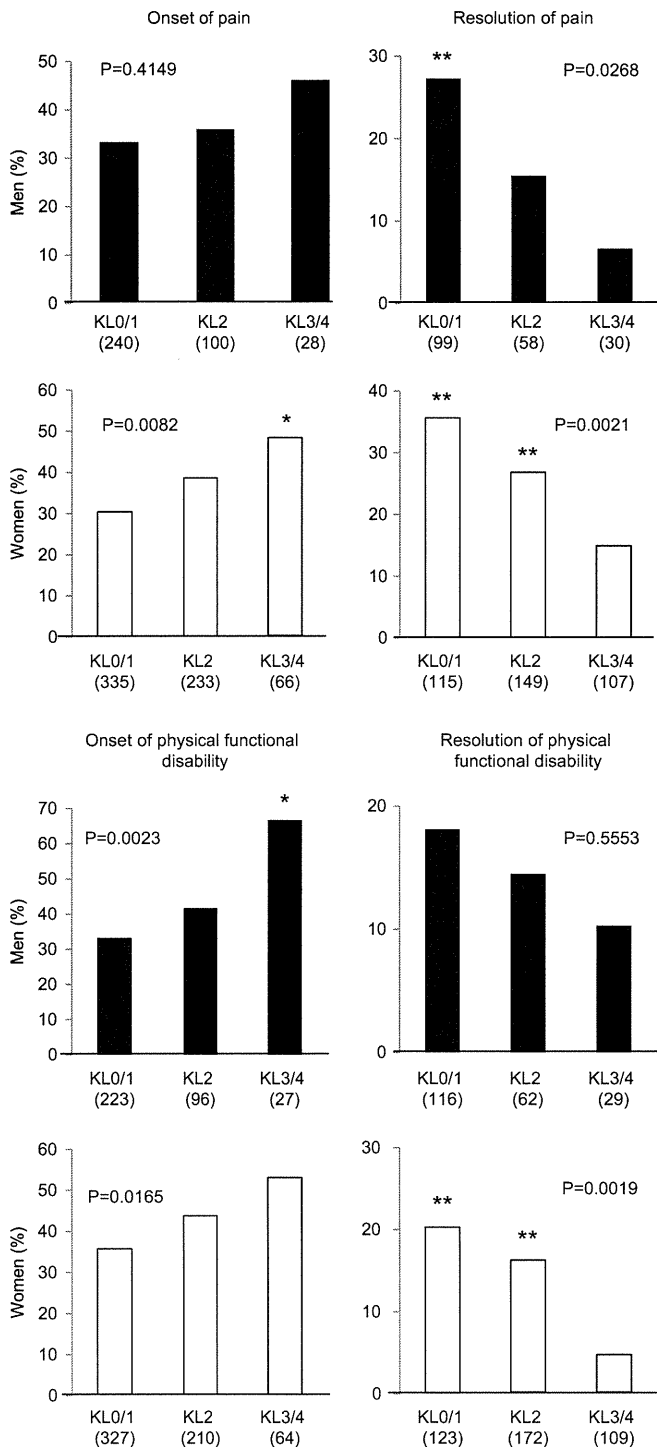 Onset of pain
50
40
30
20
10
0
Men (%)
P=0.4149
KL0/1 KL2 KL3/4
(240) (100) (28)
Resolution of pain
30
20
10
0
**
P=0.0268
KL0/1 KL2 KL3/4
(99) (58) (30)
60
50
40
30
20
10
0
Women (%)
P=0.0082
*
KL0/1 KL2 KL3/4
(335) (233) (66)
40
30
20
10
0
**
**
P=0.0021
KL0/1 KL2 KL3/4
(115) (149) (107)
Onset of physical functional
disability
70
60
50
40
30
20
10
0
Men (%)
P=0.0023
*
KL0/1 KL2 KL3/4
(223) (96) (27)
Resolution of physical
functional disability
20
10
0
P=0.5553
KL0/1 KL2 KL3/4
(116) (62) (29)
60
50
40
30
20
10
0
Women (%)
P=0.0165
KL0/1 KL2 KL3/4
(327) (210) (64)
30
20
10
0
**
**
P=0.0019
KL0/1 KL2 KL3/4
(123) (172) (109)